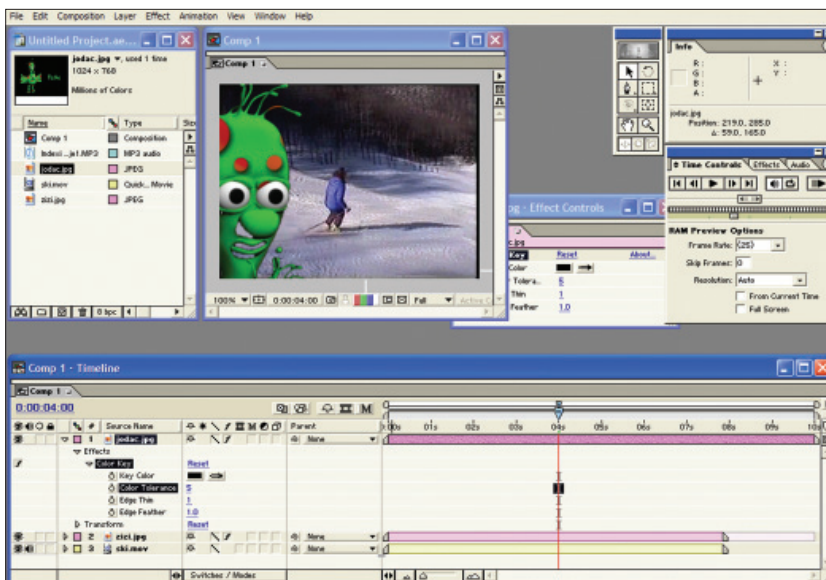 File Edit Composition Layer Effect Animation View Window Help
Untitled Project.ae...
jodac.jpg ▼, used 1 time
1024 x 768
Millions of Colors
Name Type Size
Comp 1 Composition
MP3 audio
jodac.jpg JPEG
ski.mov Quick... Movie
zizi.jpg JPEG
8 bpc
Comp 1
Comp 1
100% 0:00:04:00 Full Active
Effect Controls
Key Reset About...
Color
Tolera... 5
Thin 1
Feather 1.0
Info
R :
G :
B :
A :
X :
Y :
jodac.jpg
Position: 219.0, 285.0
Δ: 59.0, 165.0
Time Controls Effects Audio
RAM Preview Options
Frame Rate: (25)
Skip Frames: 0
Resolution: Auto
From Current Time
Full Screen
Comp 1 · Timeline
Comp 1
0:00:04:00
# Source Name Parent
01s 02s 03s 04s 05s 06s 07s 08s 09s 10s
1 jodac.jpg None
Effects
Color Key Reset
Key Color
Color Tolerance 5
Edge Thin 1
Edge Feather 1.0
Transform Reset
2 zizi.jpg None
3 ski.mov None
Switches / Modes